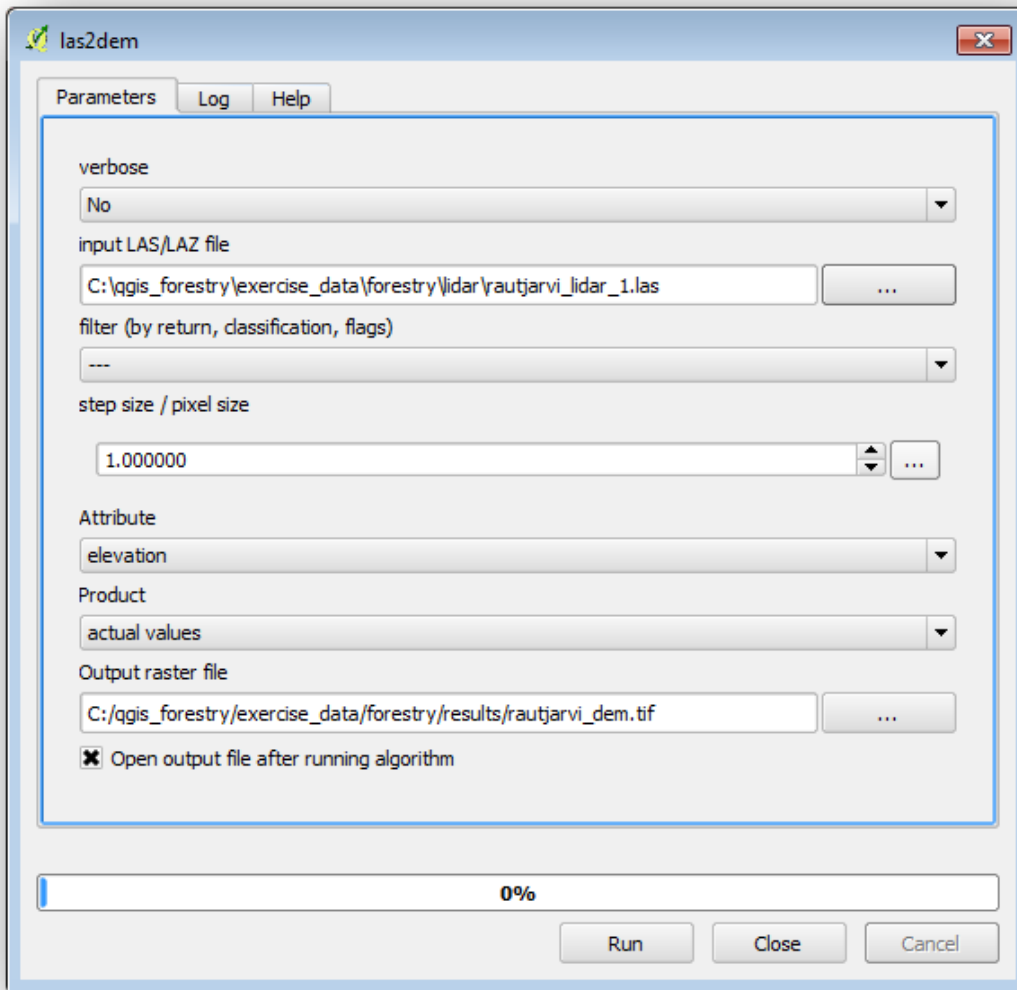 las2dem
Parameters Log Help
verbose
No
input LAS/LAZ file
C:\qgis_forestry\exercise_data\forestry\lidar\rautjarvi_lidar_1.las ...
filter (by return, classification, flags)
---
step size / pixel size
1.000000 ...
Attribute
elevation
Product
actual values
Output raster file
C:/qgis_forestry/exercise_data/forestry/results/rautjarvi_dem.tif ...
Open output file after running algorithm
0%
Run Close Cancel